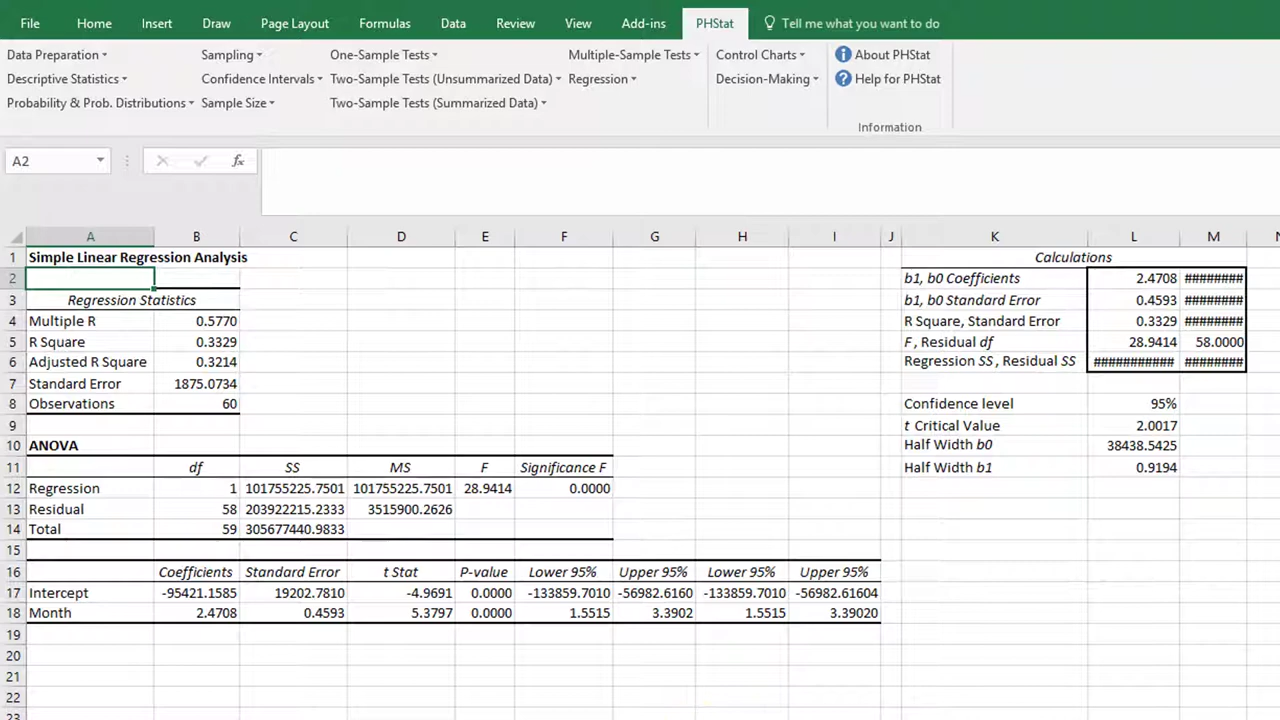 File Home Insert Draw Page Layout Formulas Data Review View Add-ins PHStat Tell me what you want to do
Data Preparation Sampling One-Sample Tests Multiple-Sample Tests Control Charts About PHStat
Descriptive Statistics Confidence Intervals Two-Sample Tests (Unsummarized Data) Regression Decision-Making Help for PHStat
Probability & Prob. Distributions Sample Size Two-Sample Tests (Summarized Data)
Information
A2 fx
A B C D E F G H I J K L M N
1 Simple Linear Regression Analysis Calculations
2 b1, b0 Coefficients 2.4708 ########
3 Regression Statistics b1, b0 Standard Error 0.4593 ########
4 Multiple R 0.5770 R Square, Standard Error 0.3329 ########
5 R Square 0.3329 F, Residual df 28.9414 58.0000
6 Adjusted R Square 0.3214 Regression SS, Residual SS ########### ########
7 Standard Error 1875.0734
8 Observations 60 Confidence level 95%
9 t Critical Value 2.0017
10 ANOVA Half Width b0 38438.5425
11 df SS MS F Significance F Half Width b1 0.9194
12 Regression 1 101755225.7501 101755225.7501 28.9414 0.0000
13 Residual 58 203922215.2333 3515900.2626
14 Total 59 305677440.9833
15
16 Coefficients Standard Error t Stat P-value Lower 95% Upper 95% Lower 95% Upper 95%
17 Intercept -95421.1585 19202.7810 -4.9691 0.0000 -133859.7010 -56982.6160 -133859.7010 -56982.61604
18 Month 2.4708 0.4593 5.3797 0.0000 1.5515 3.3902 1.5515 3.39020
19
20
21
22
23